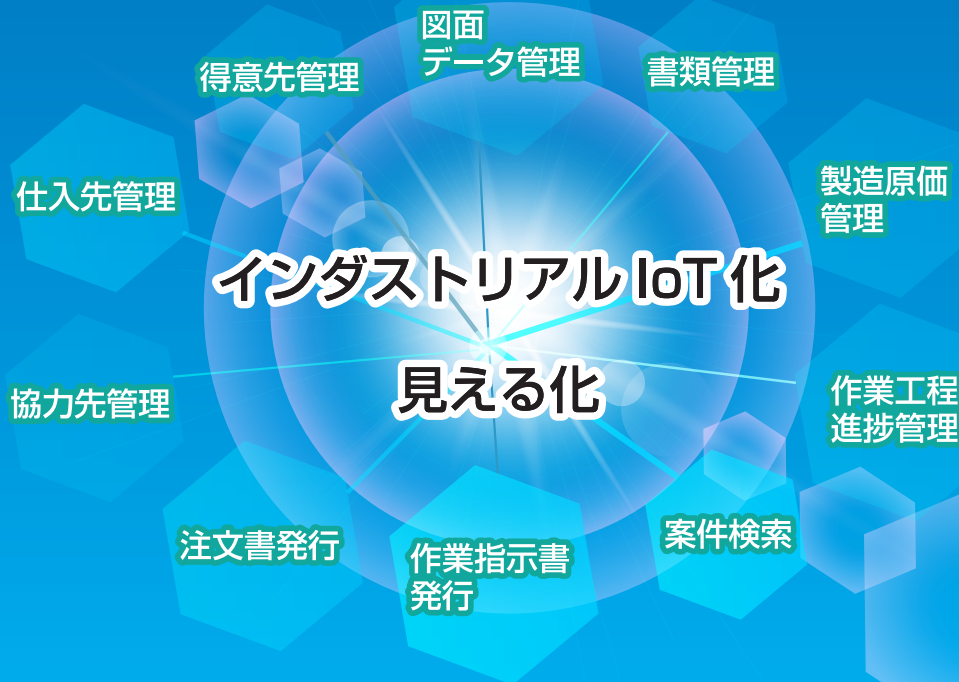 図面
データ管理
得意先管理
書類管理
仕入先管理
製造原価
管理
インダストリアルIoT化
見える化
協力先管理
作業工程
進捗管理
注文書発行
作業指示書
発行
案件検索